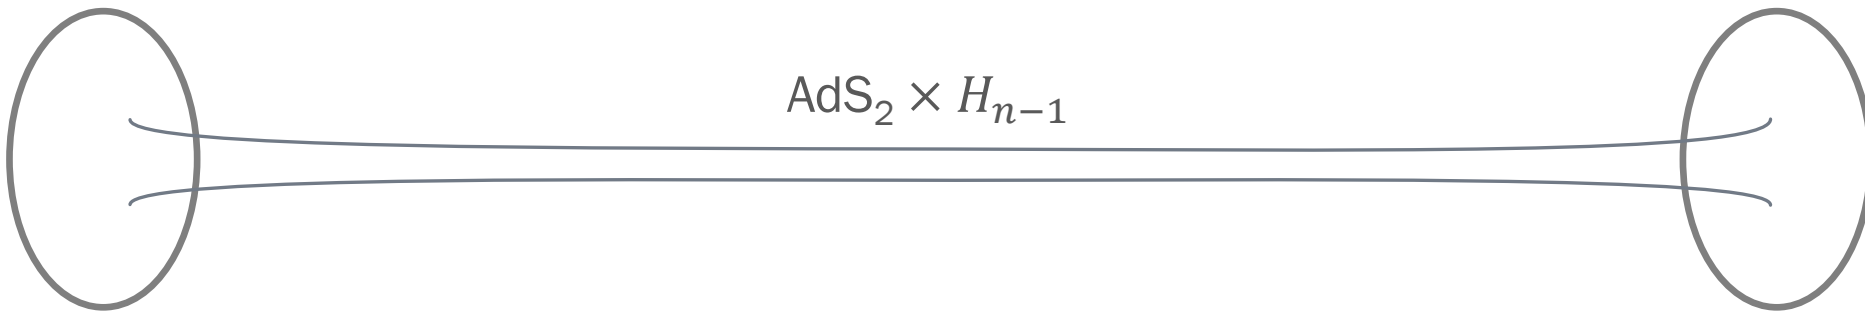 AdS₂ × Hₙ₋₁